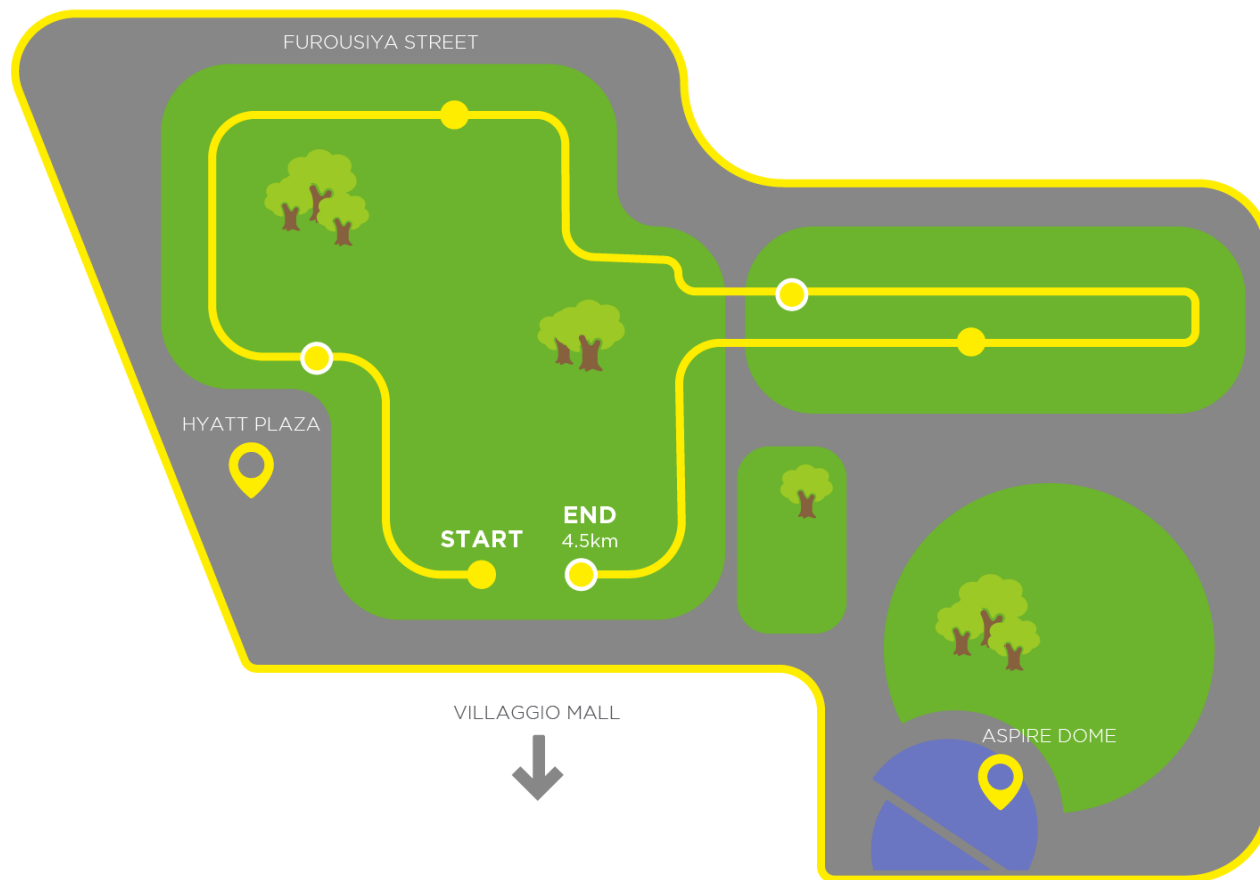 FUROUSIYA STREET
HYATT PLAZA
START
END
4.5km
VILLAGGIO MALL
ASPIRE DOME